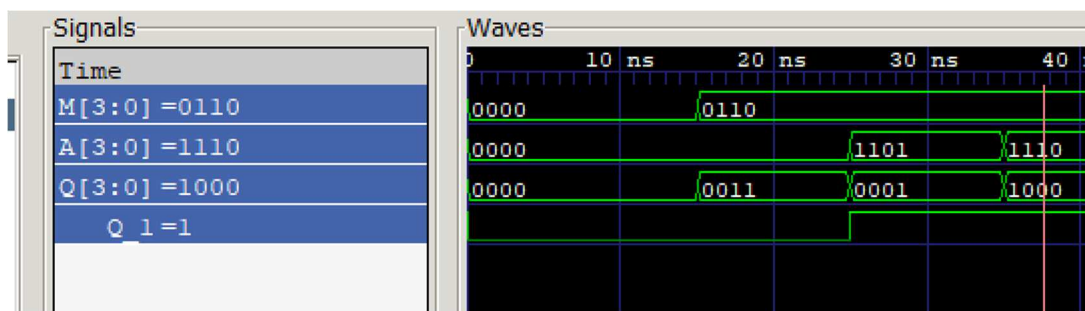 Signals
Waves
Time
10 ns 20 ns 30 ns 40
M[3:0] =0110
0000 0110
A[3:0] =1110
0000 1101 1110
Q[3:0] =1000
0000 0011 0001 1000
Q_1 =1